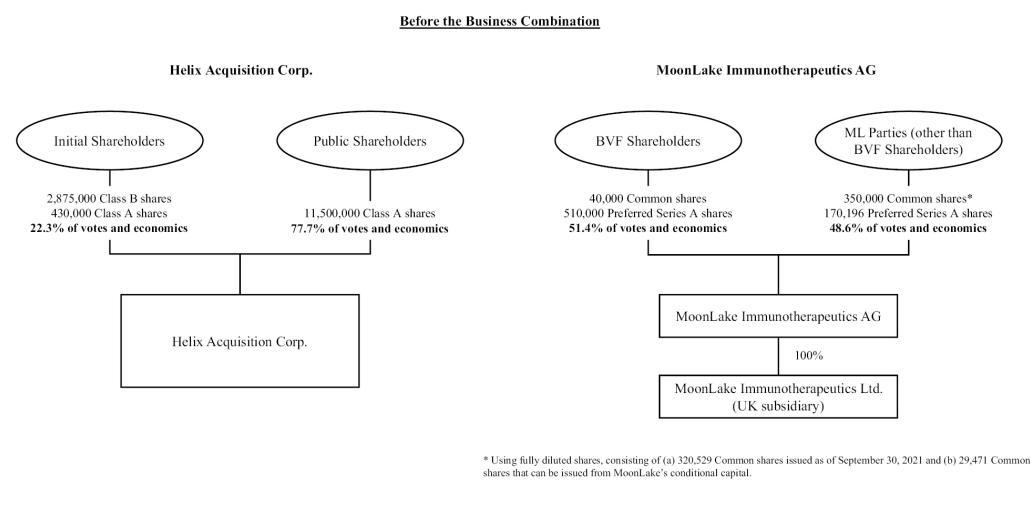 Before the Business Combination
Helix Acquisition Corp.
Initial Shareholders
Public Shareholders
2,875,000 Class B shares
430,000 Class A shares
22.3% of votes and economics
11,500,000 Class A shares
77.7% of votes and economics
Helix Acquisition Corp.
MoonLake Immunotherapeutics AG
BVF Shareholders
ML Parties (other than
BVF Shareholders)
40,000 Common shares
510,000 Preferred Series A shares
51.4% of votes and economics
350,000 Common shares*
170,196 Preferred Series A shares
48.6% of votes and economics
MoonLake Immunotherapeutics AG
100%
MoonLake Immunotherapeutics Ltd.
(UK subsidiary)
* Using fully diluted shares, consisting of (a) 320,529 Common shares issued as of September 30, 2021 and (b) 29,471 Common
shares that can be issued from MoonLake's conditional capital.